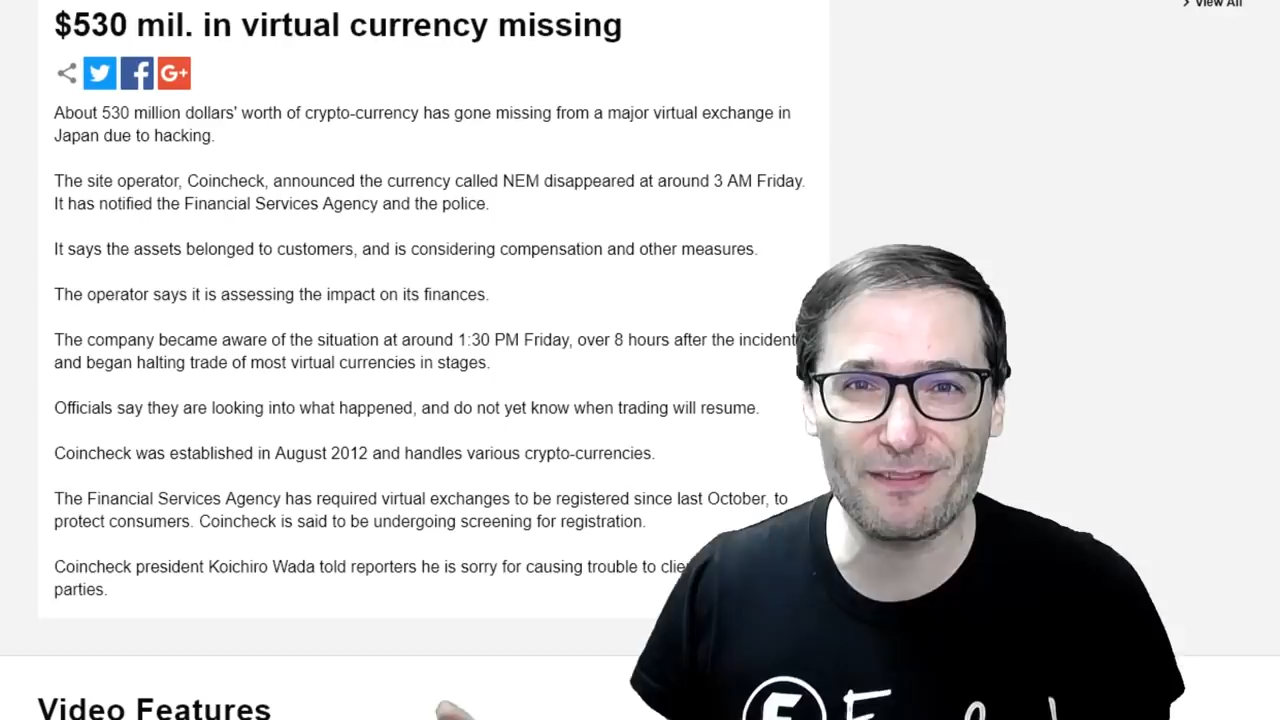 View All
$530 mil. in virtual currency missing
G+
About 530 million dollars' worth of crypto-currency has gone missing from a major virtual exchange in
Japan due to hacking.
The site operator, Coincheck, announced the currency called NEM disappeared at around 3 AM Friday.
It has notified the Financial Services Agency and the police.
It says the assets belonged to customers, and is considering compensation and other measures.
The operator says it is assessing the impact on its finances.
The company became aware of the situation at around 1:30 PM Friday, over 8 hours after the incident
and began halting trade of most virtual currencies in stages.
Officials say they are looking into what happened, and do not yet know when trading will resume.
Coincheck was established in August 2012 and handles various crypto-currencies.
The Financial Services Agency has required virtual exchanges to be registered since last October, to
protect consumers. Coincheck is said to be undergoing screening for registration.
Coincheck president Koichiro Wada told reporters he is sorry for causing trouble to
parties.
Video Features